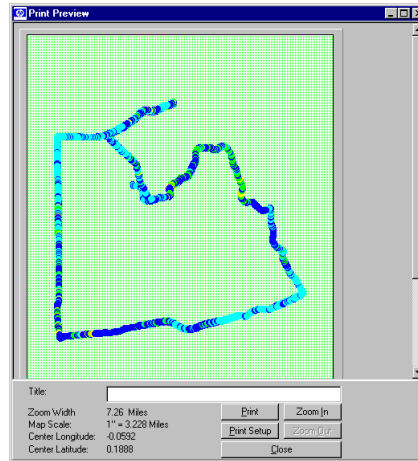 Print Preview
Title:
Zoom Width 7.26 Miles
Map Scale: 1" = 3.228 Miles
Center Longitude: -0.0592
Center Latitude: 0.1888
Print Zoom In
Print Setup Zoom Out
Close